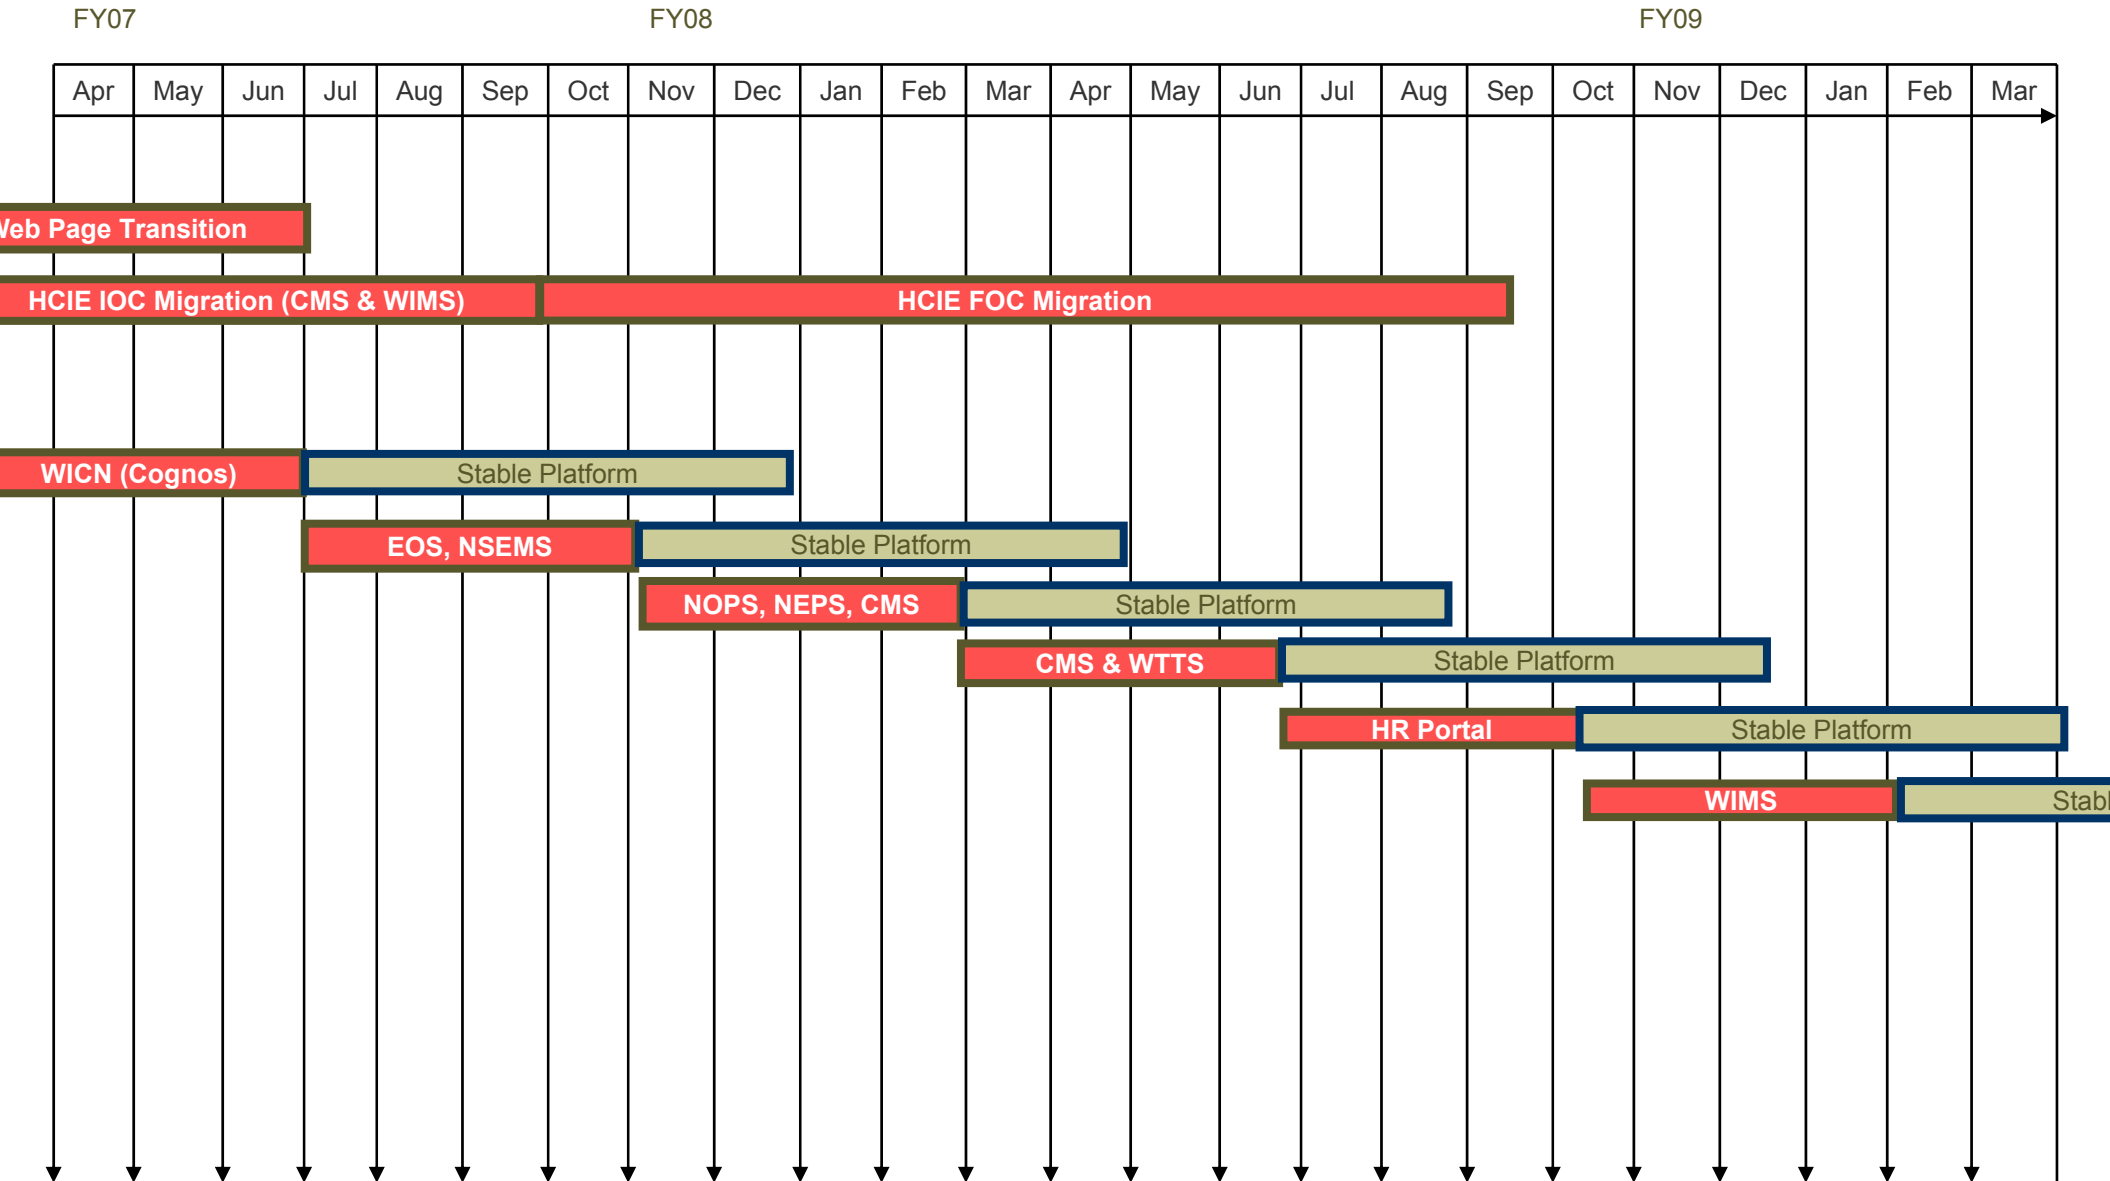 FY07 FY08 FY09
Apr May Jun Jul Aug Sep Oct Nov Dec Jan Feb Mar Apr May Jun Jul Aug Sep Oct Nov Dec Jan Feb Mar
Web Page Transition
HCIE IOC Migration (CMS & WIMS) HCIE FOC Migration
WICN (Cognos) Stable Platform
EOS, NSEMS Stable Platform
NOPS, NEPS, CMS Stable Platform
CMS & WTTS Stable Platform
HR Portal Stable Platform
WIMS Stabl